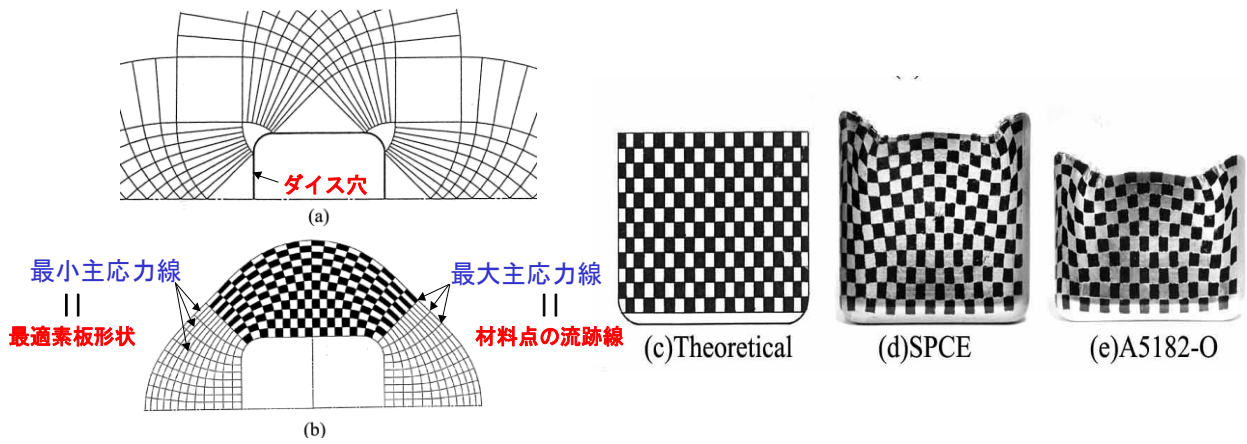 ダイス穴
(a)
最小主応力線
=
最適素板形状
最大主応力線
=
材料点の流跡線
(b)
(c)Theoretical
(d)SPCE
(e)A5182-O